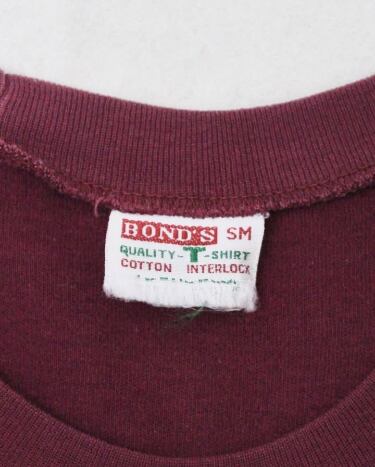 BOND'S SM
QUALITY-T-SHIRT
COTTON INTERLOCK